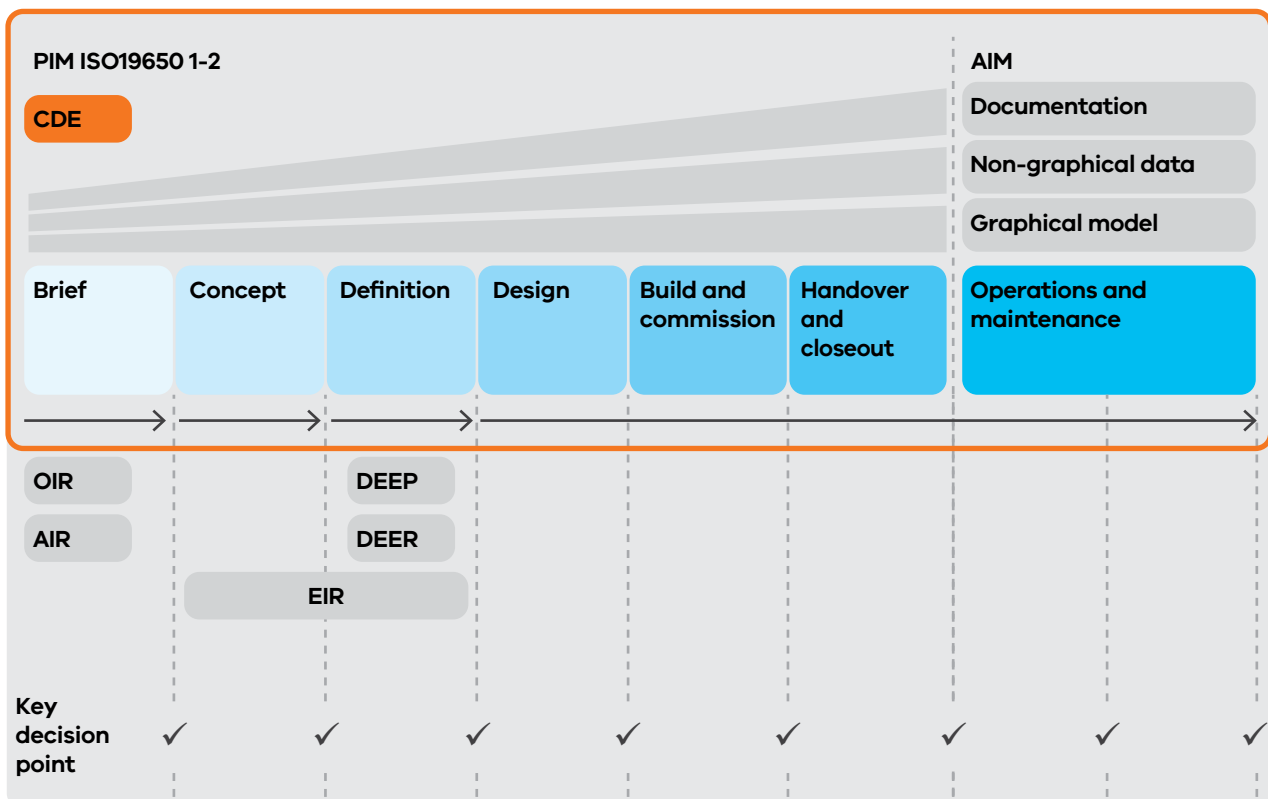 PIM ISO19650 1-2
AIM
CDE
Documentation
Non-graphical data
Graphical model
Brief
Concept
Definition
Design
Build and
commission
Handover
and
closeout
Operations and
maintenance
OIR
DEEP
AIR
DEER
EIR
Key
decision
point